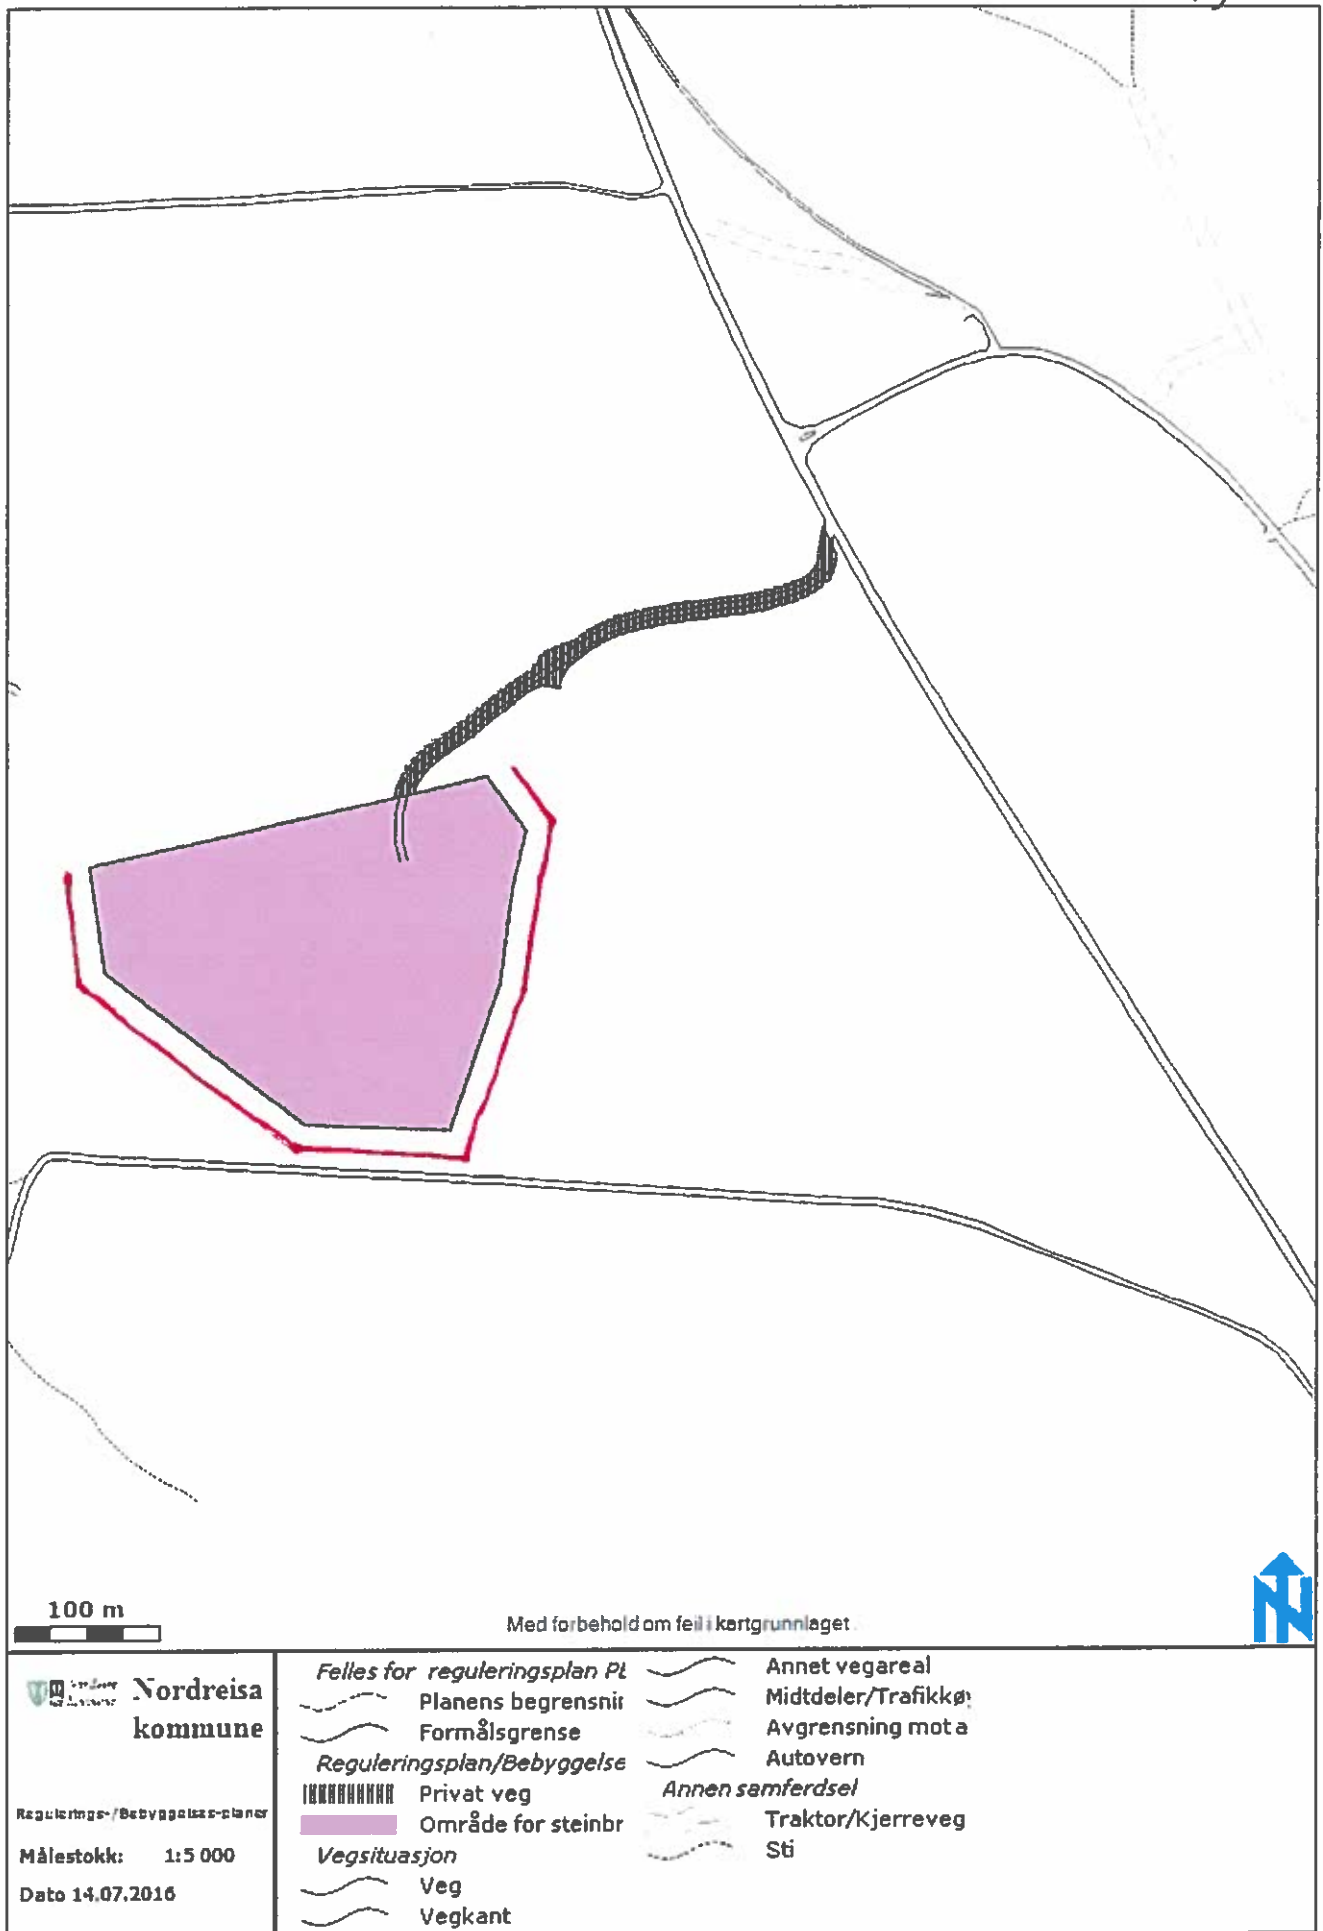 100 m
Med forbehold om feil i kartgrunnlaget
Nordreisa
kommune
Regulerings-/Bebyggelses-planer
Målestokk: 1:5 000
Dato 14.07.2016
Felles for reguleringsplan PE
Planens begrensnir
Formålsgrense
Reguleringsplan/Bebyggelse
Privat veg
Område for steinbr
Vegsituasjon
Veg
Vegkant
Annet vegareal
Midtdeler/Trafikkø
Avgrensning mot a
Autovern
Annen samferdsel
Traktor/Kjerreveg
Sti
N